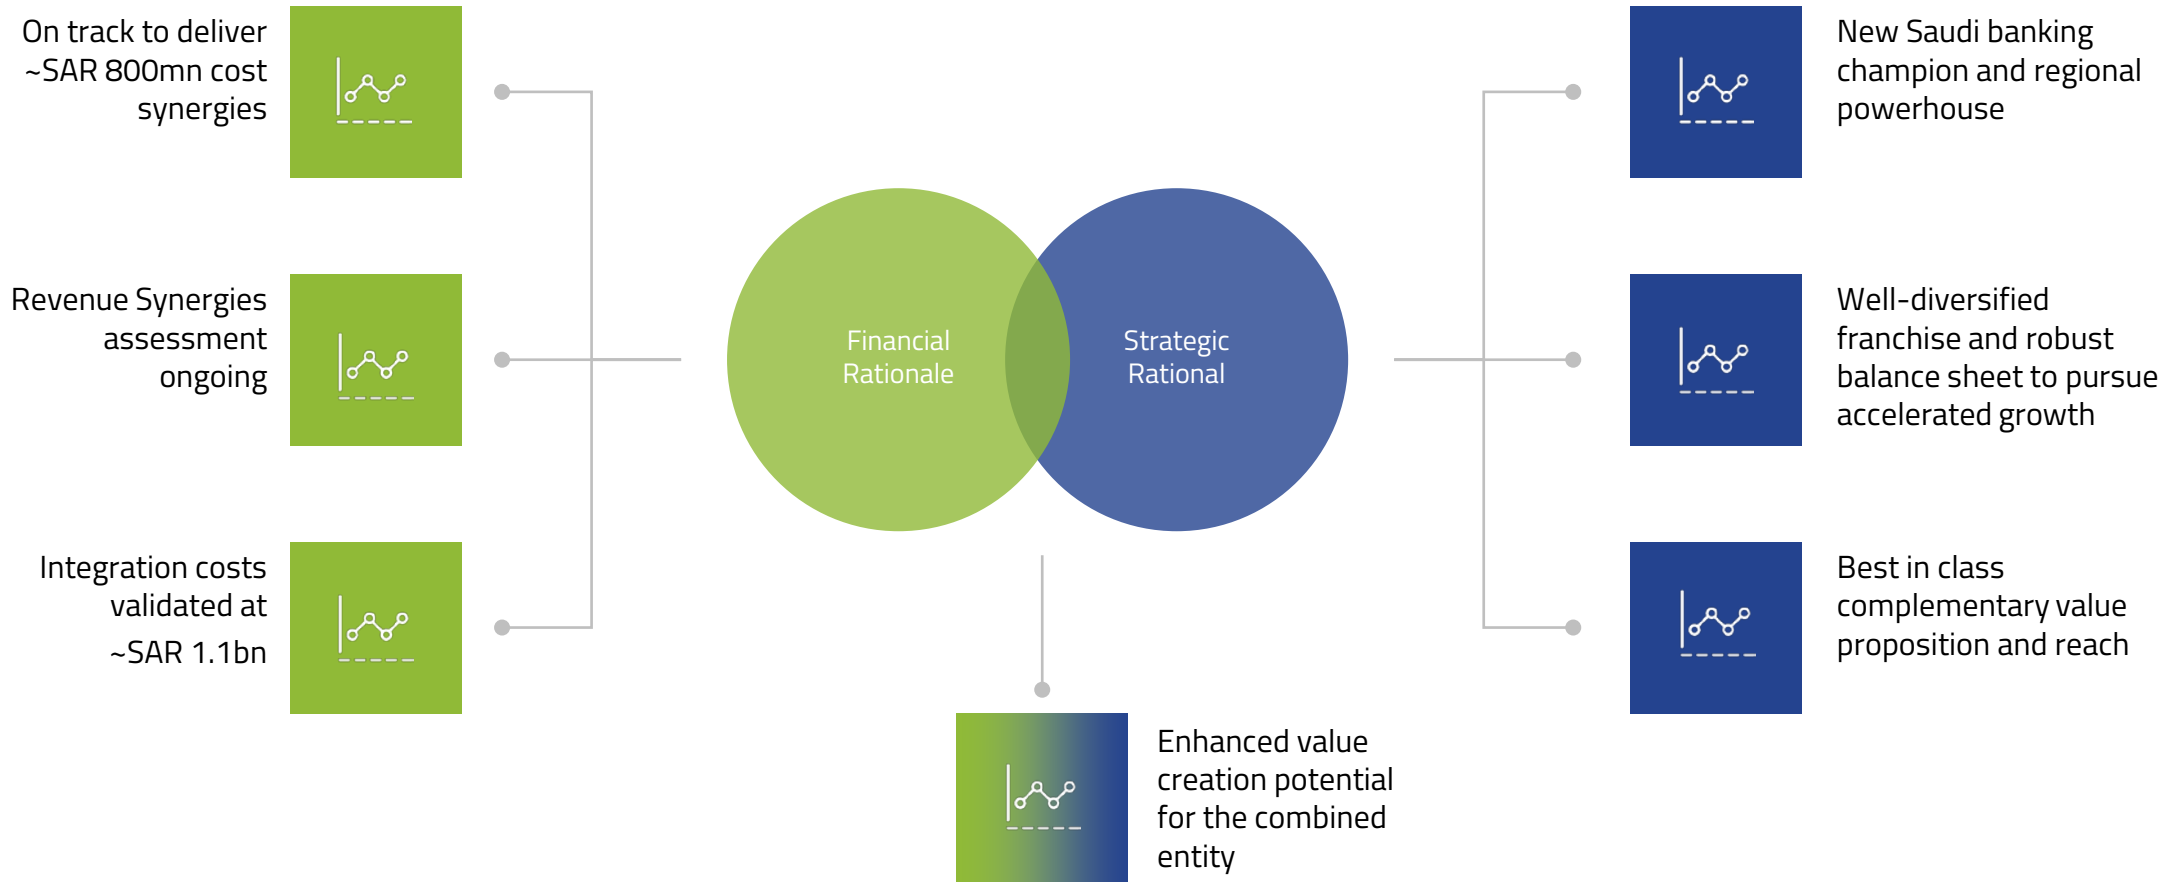 On track to deliver
~SAR 800mn cost
synergies
Revenue Synergies
assessment
ongoing
Integration costs
validated at
~SAR 1.1bn
Financial
Rationale
Strategic
Rational
New Saudi banking
champion and regional
powerhouse
Well-diversified
franchise and robust
balance sheet to pursue
accelerated growth
Best in class
complementary value
proposition and reach
Enhanced value
creation potential
for the combined
entity